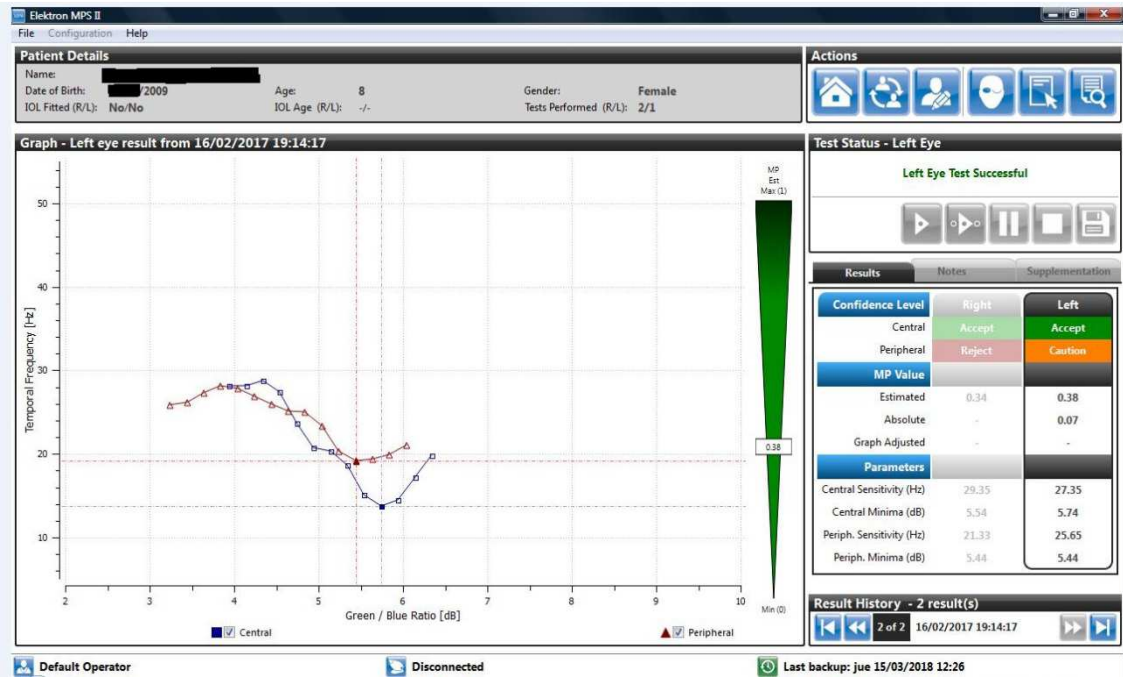 Elektron MPS II
File Configuration Help
Patient Details
Name:
Date of Birth: /2009 Age: 8 Gender: Female
IOL Fitted (R/L): No/No IOL Age (R/L): -/- Tests Performed (R/L): 2/1
Actions
Graph - Left eye result from 16/02/2017 19:14:17
Temporal Frequency [Hz]
50
40
30
20
10
2 3 4 5 6 7 8 9 10
Green / Blue Ratio [dB]
Central Peripheral
MP
Est
Max (1)
0.38
Min (0)
Test Status - Left Eye
Left Eye Test Successful
Results Notes Supplementation
Confidence Level Right Left
Central Accept Accept
Peripheral Reject Caution
MP Value
Estimated 0.34 0.38
Absolute - 0.07
Graph Adjusted - -
Parameters
Central Sensitivity (Hz) 29.35 27.35
Central Minima (dB) 5.54 5.74
Periph. Sensitivity (Hz) 21.33 25.65
Periph. Minima (dB) 5.44 5.44
Result History - 2 result(s)
2 of 2 16/02/2017 19:14:17
Default Operator Disconnected Last backup: jue 15/03/2018 12:26